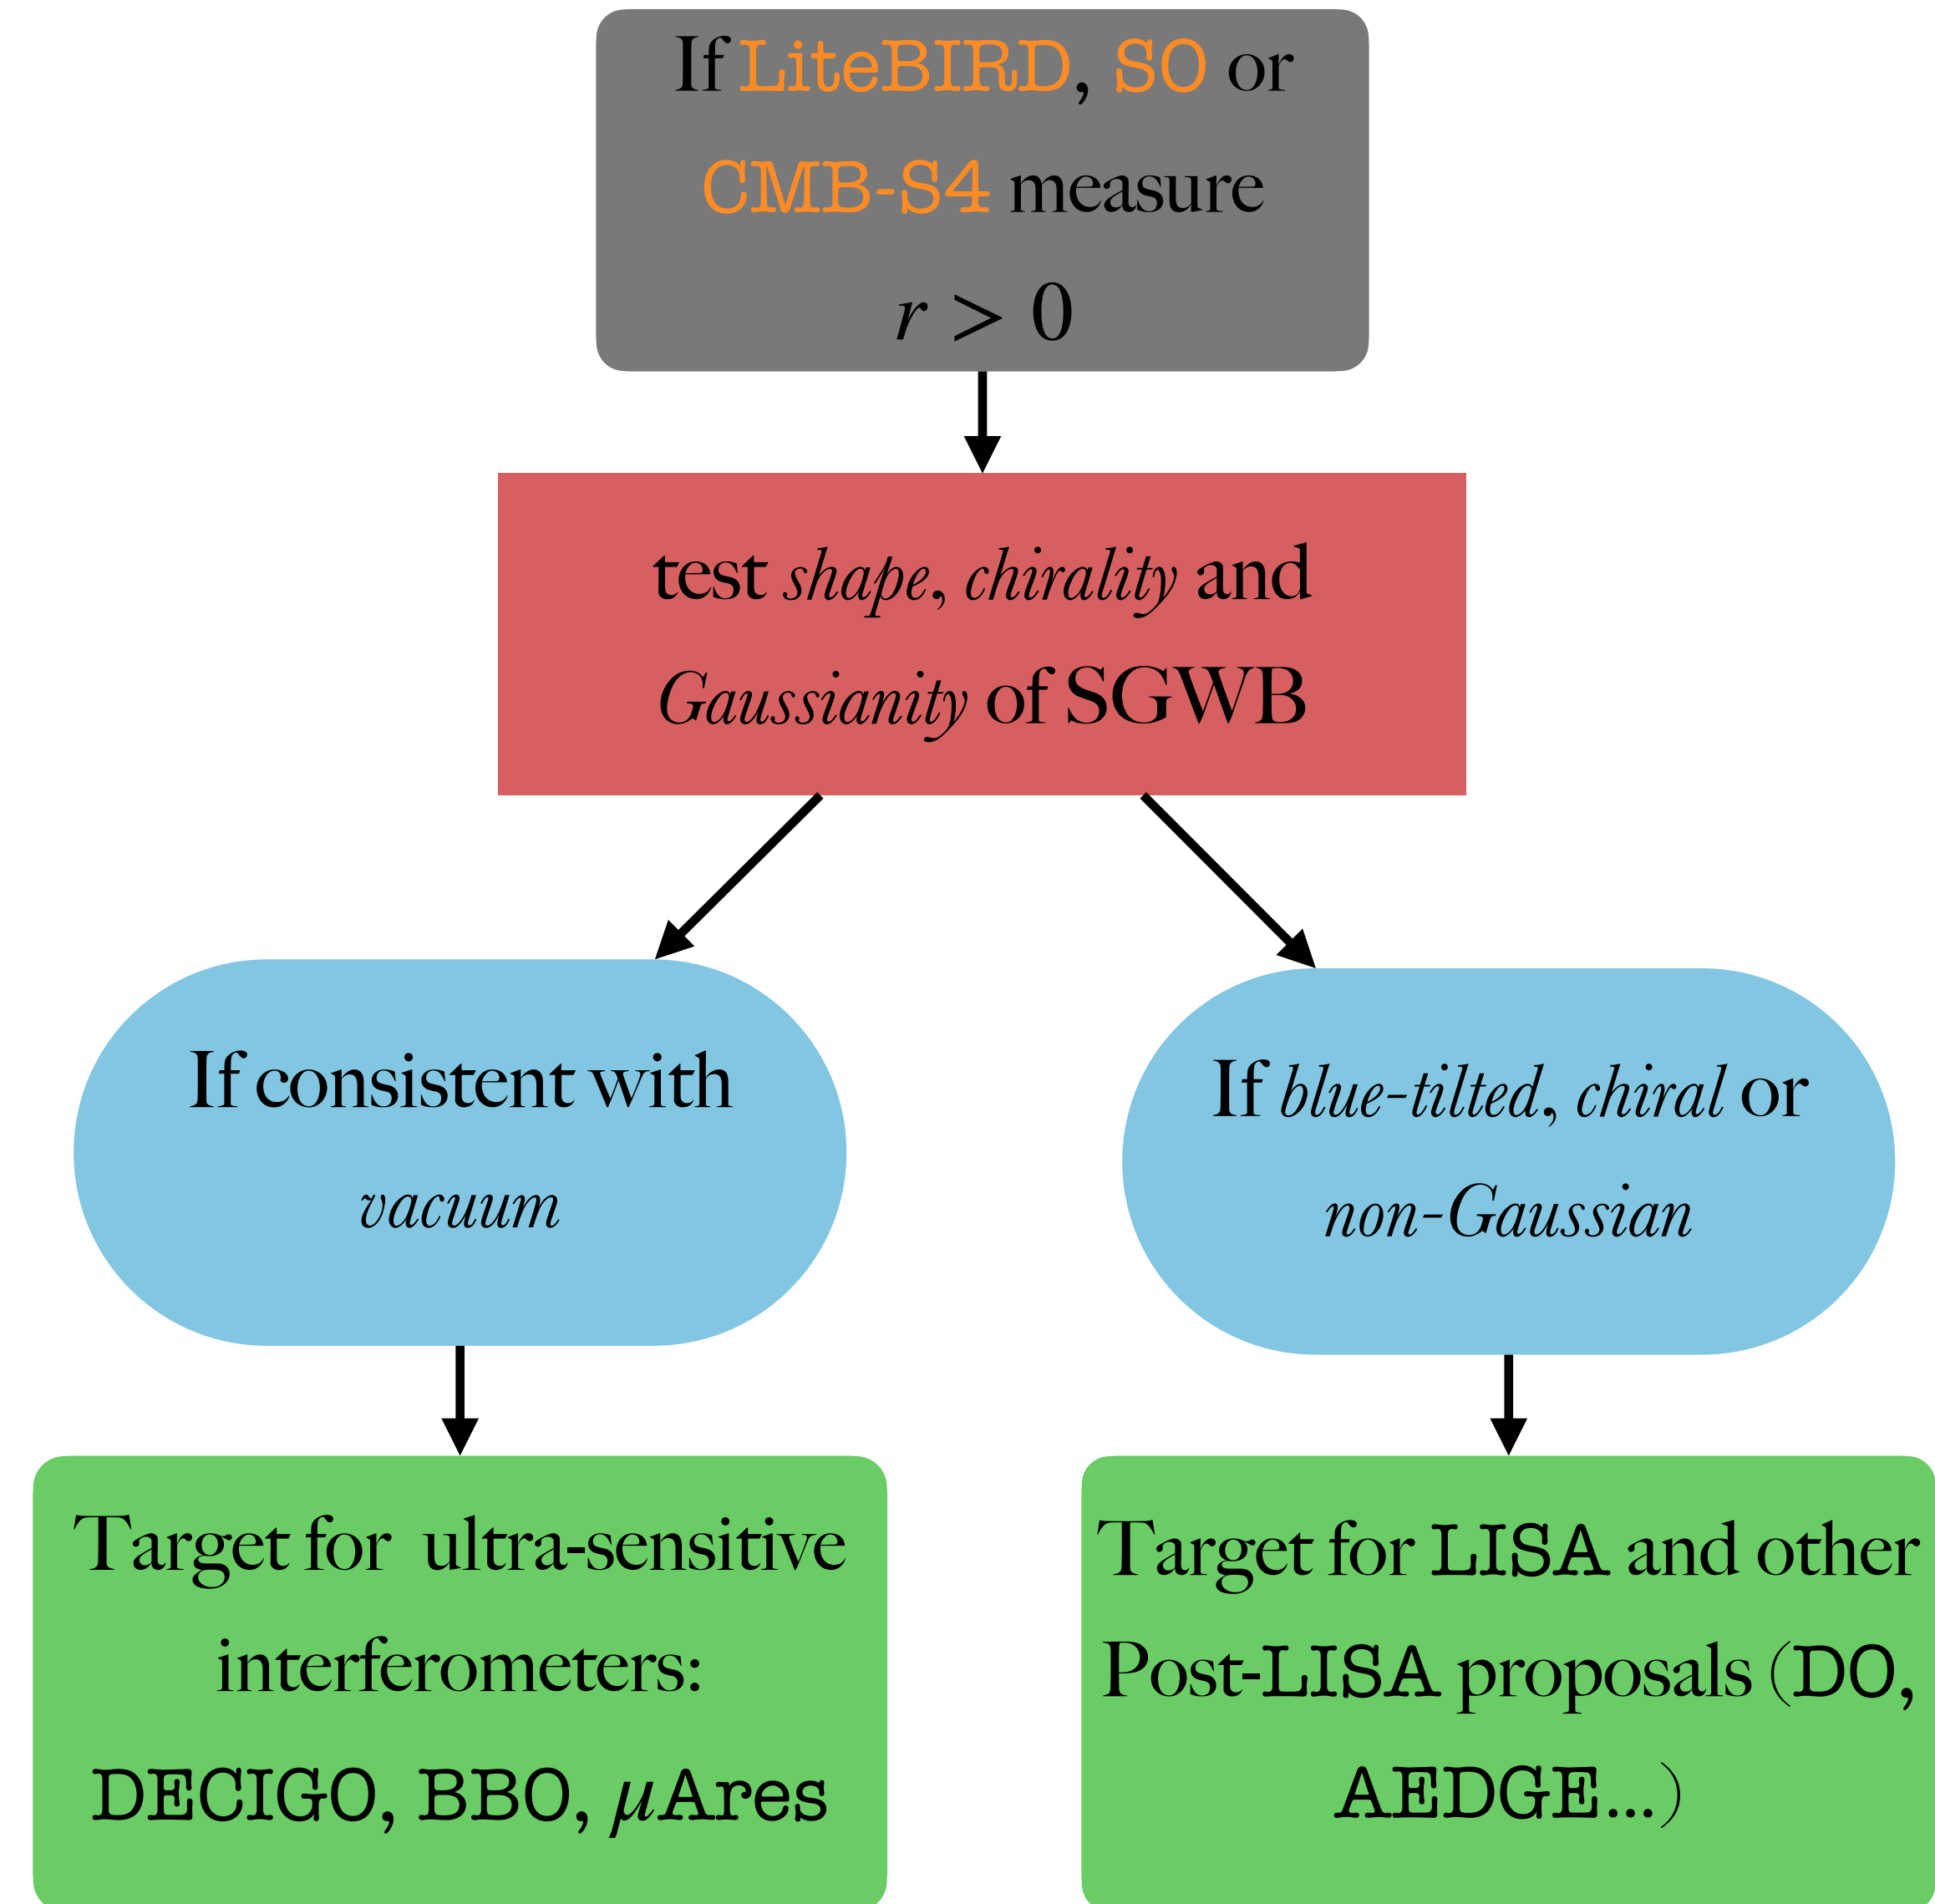 If LiteBIRD, SO or
CMB-S4 measure
r > 0
test shape, chirality and
Gaussianity of SGWB
If consistent with
vacuum
If blue-tilted, chiral or
non-Gaussian
Target for ultra-sensitive
interferometers:
DECIGO, BBO, μAres
Target for LISA and other
Post-LISA proposals (DO,
AEDGE...)